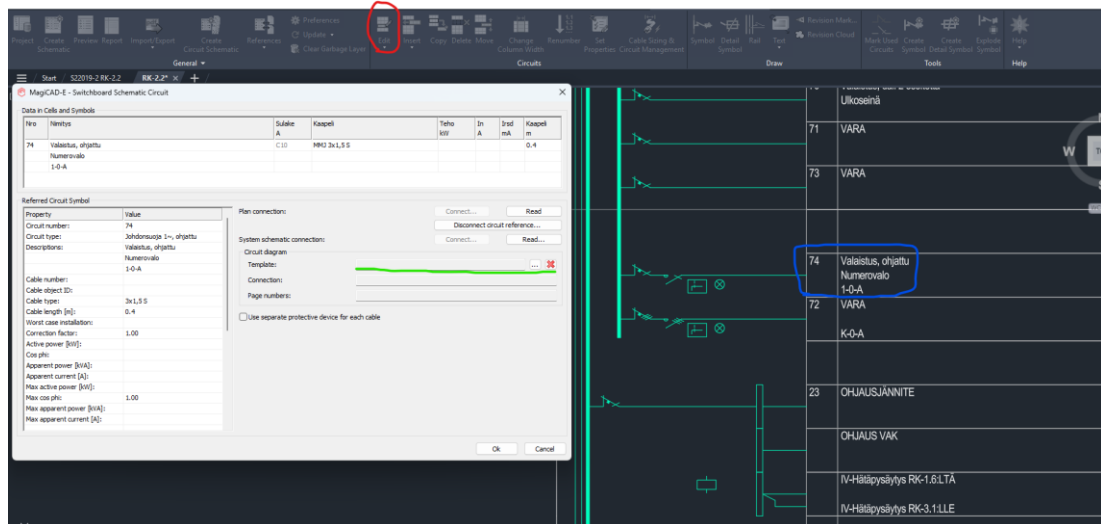 Preferences
Update
Clear Garbage Layer
Project Create Schematic Preview Report Import/Export Create Circuit Schematic References Edit Insert Copy Delete Move Change Column Width Renumber Set Properties Cable Sizing & Circuit Management Symbol Detail Symbol Rail Text
Revision Mark...
Revision Cloud
Mark Used Circuits Create Symbol Create Detail Symbol Explode Symbol Help
General Circuits Draw Tools Help
Start S22019-2 RK-2.2 RK-2.2*
MagiCAD-E - Switchboard Schematic Circuit
Data in Cells and Symbols
Nro Nimitys Sulake A Kaapeli Teho kW In A Irsd mA Kaapeli m
74 Valaistus, ohjattu C10 MMJ 3x1,5 S 0.4
Numerovalo
1-0-A
Referred Circuit Symbol
Property Value
Circuit number: 74
Circuit type: Johdonsuoja 1~, ohjattu
Descriptions: Valaistus, ohjattu
Numerovalo
1-0-A
Cable number:
Cable object ID:
Cable type: 3x1,5 S
Cable length [m]: 0.4
Worst case installation:
Correction factor: 1.00
Active power [kW]:
Cos phi:
Apparent power [kVA]:
Apparent current [A]:
Max active power [kW]:
Max cos phi: 1.00
Max apparent power [kVA]:
Max apparent current [A]:
Plan connection: Connect... Read
Disconnect circuit reference...
System schematic connection: Connect... Read...
Circuit diagram
Template: ...
Connection:
Page numbers:
Use separate protective device for each cable
Ok Cancel
Ulkoseinä
71 VARA
73 VARA
74 Valaistus, ohjattu
Numerovalo
1-0-A
72 VARA
K-0-A
23 OHJAUSJÄNNITE
OHJAUS VAK
IV-Hätäpysäytys RK-1.6:LTÄ
IV-Hätäpysäytys RK-3.1:LLE
W